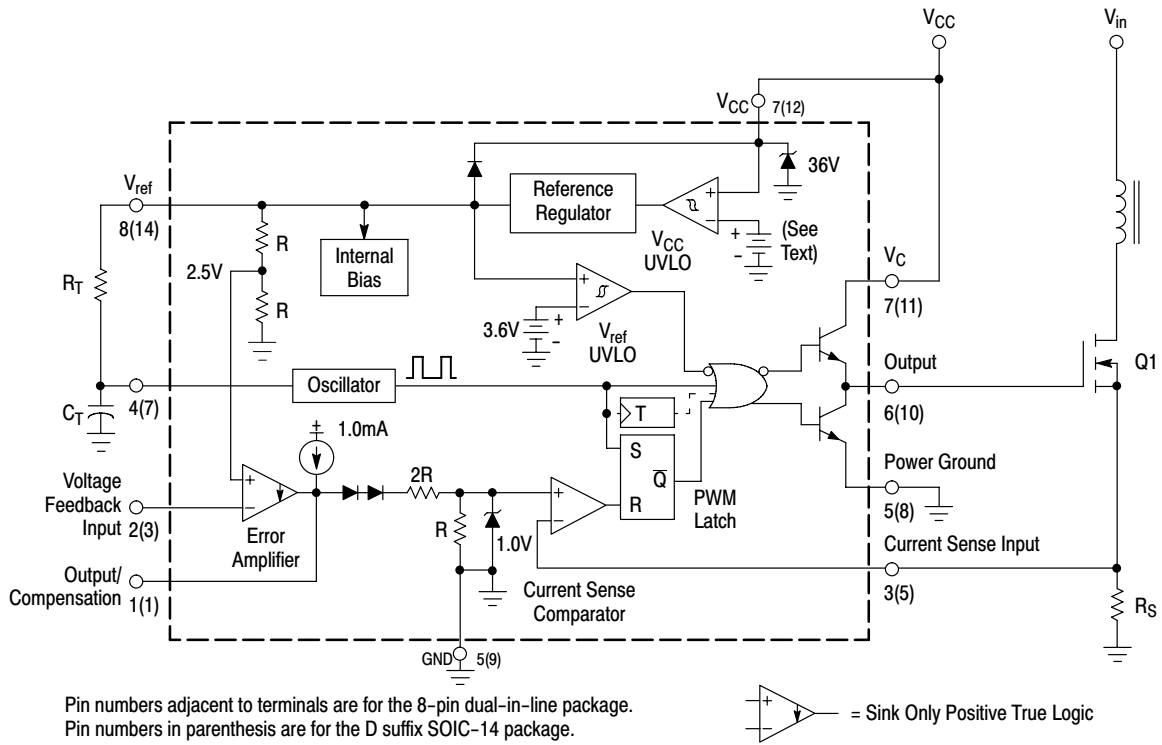 VCC
Vin
VCC
7(12)
36V
Vref
8(14)
Reference
Regulator
+
−
+
−
(See
Text)
VCC
UVLO
R
Internal
Bias
2.5V
RT
R
+
−
3.6V
+
−
Vref
UVLO
VC
7(11)
Output
6(10)
Q1
Oscillator
4(7)
CT
T
+
1.0mA
S
Q
R
PWM
Latch
Power Ground
5(8)
Voltage
Feedback
Input
2(3)
+
−
Error
Amplifier
2R
R
1.0V
+
−
Current Sense
Comparator
Current Sense Input
3(5)
RS
Output/
Compensation
1(1)
GND
5(9)
Pin numbers adjacent to terminals are for the 8−pin dual−in−line package.
Pin numbers in parenthesis are for the D suffix SOIC−14 package.
+
−
= Sink Only Positive True Logic